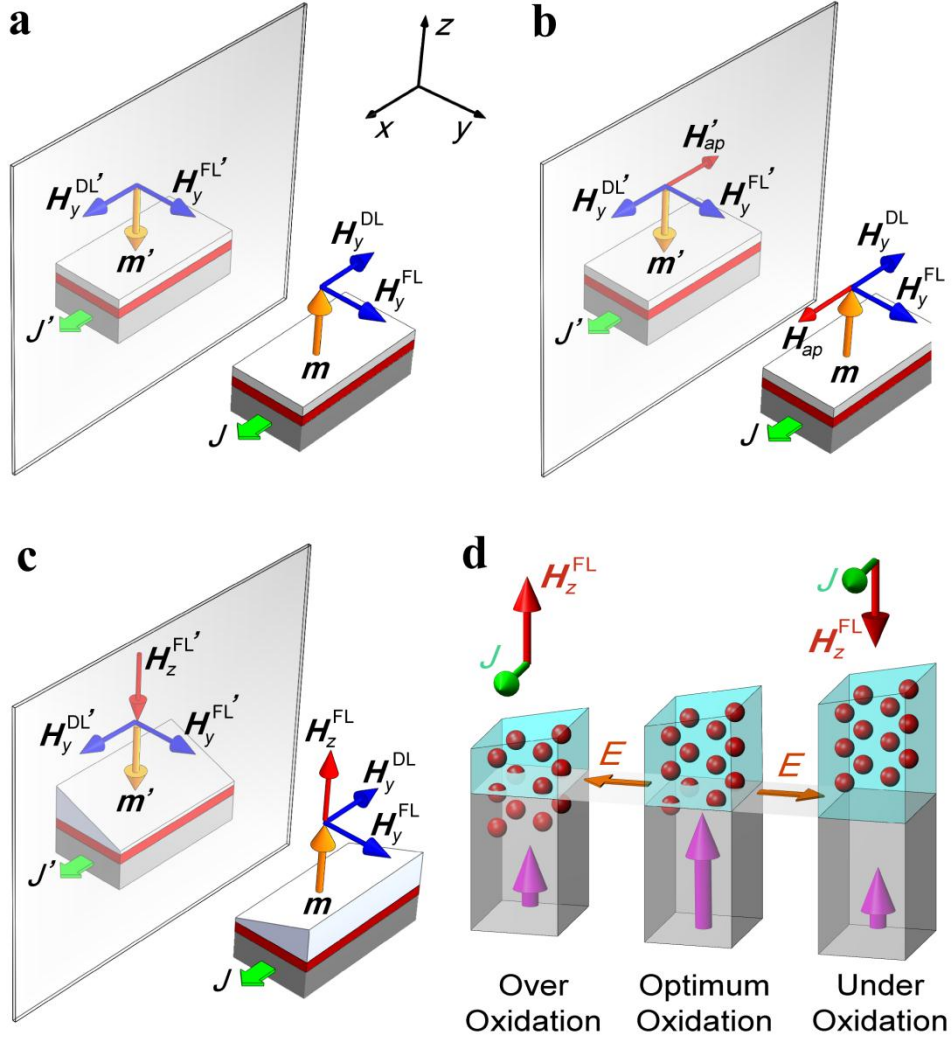 a
z
x
y
H_y^DL'
H_y^FL'
m'
J'
H_y^DL
H_y^FL
m
J
b
H'_ap
H_y^DL'
H_y^FL'
m'
J'
H_y^DL
H_y^FL
H_ap
m
J
c
H_z^FL'
H_y^DL'
H_y^FL'
m'
J'
H_z^FL
H_y^DL
H_y^FL
m
J
d
H_z^FL
J
J
H_z^FL
E
E
Over
Oxidation
Optimum
Oxidation
Under
Oxidation